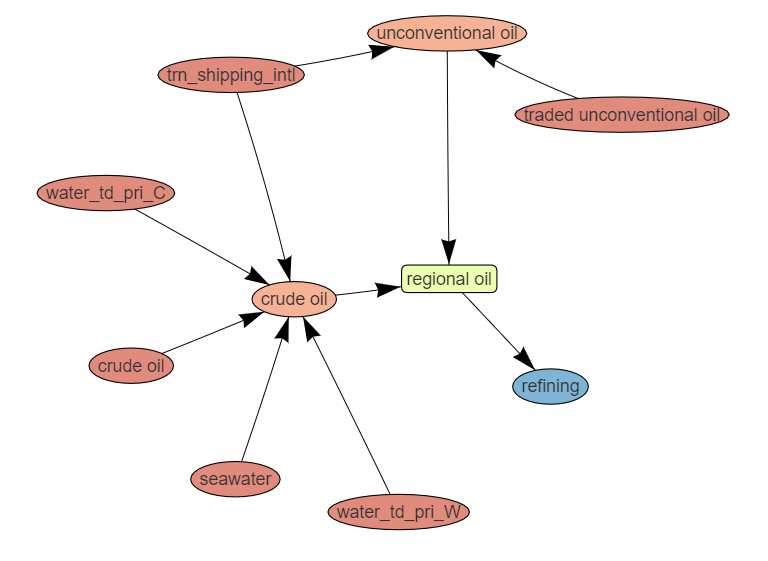 unconventional oil
trn_shipping_intl
traded unconventional oil
water_td_pri_C
regional oil
crude oil
crude oil
refining
seawater
water_td_pri_W